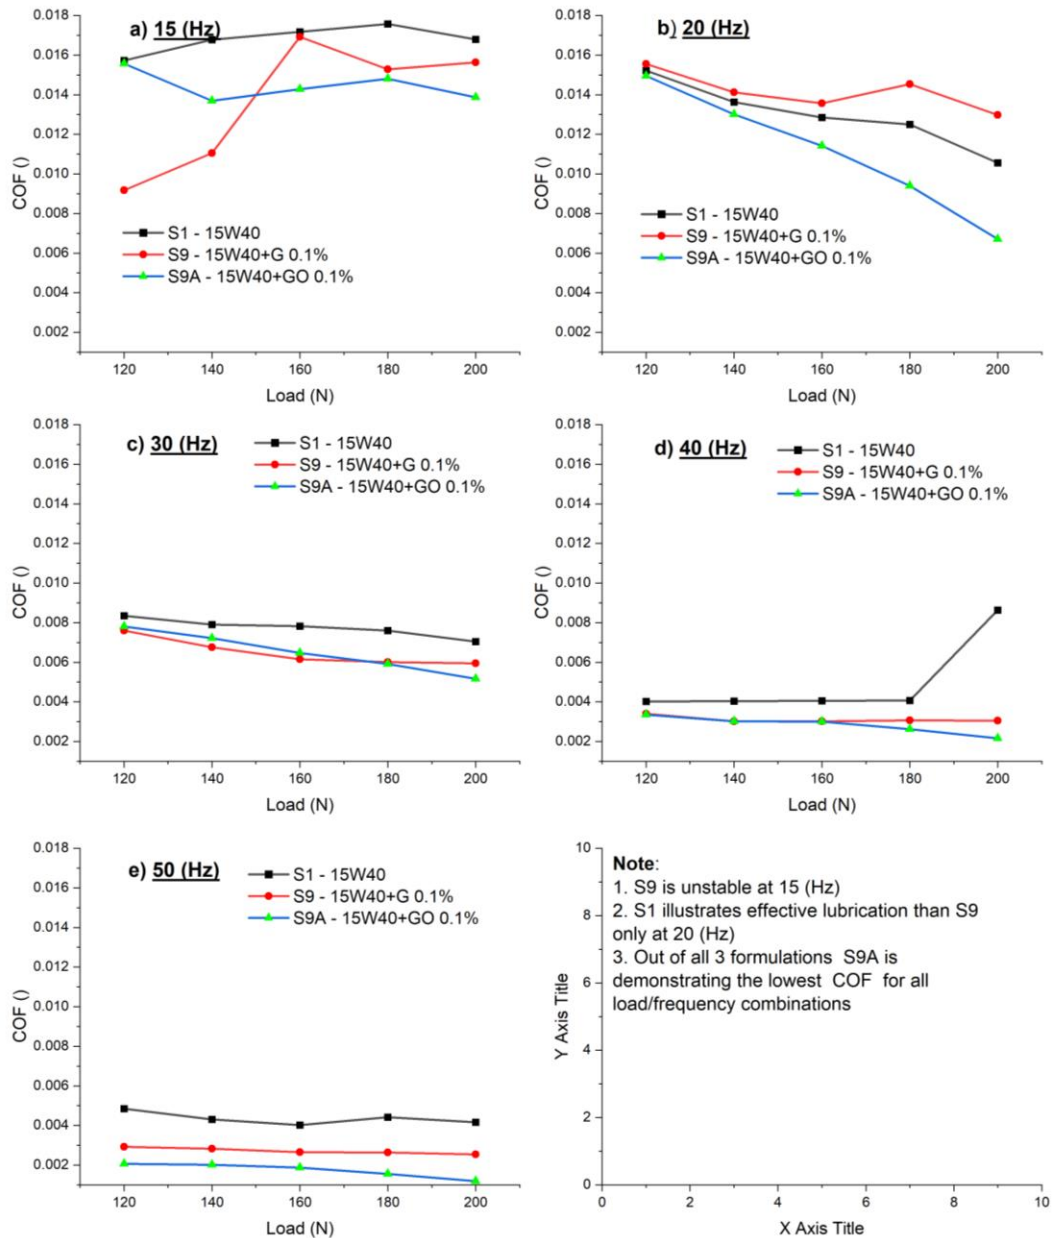 a) 15 (Hz)
0.018
0.016
0.014
0.012
0.010
0.008
0.006
0.004
0.002
COF ()
S1 - 15W40
S9 - 15W40+G 0.1%
S9A - 15W40+GO 0.1%
120 140 160 180 200
Load (N)
b) 20 (Hz)
0.018
0.016
0.014
0.012
0.010
0.008
0.006
0.004
0.002
COF ()
S1 - 15W40
S9 - 15W40+G 0.1%
S9A - 15W40+GO 0.1%
120 140 160 180 200
Load (N)
c) 30 (Hz)
0.018
0.016
0.014
0.012
0.010
0.008
0.006
0.004
0.002
COF ()
S1 - 15W40
S9 - 15W40+G 0.1%
S9A - 15W40+GO 0.1%
120 140 160 180 200
Load (N)
d) 40 (Hz)
0.018
0.016
0.014
0.012
0.010
0.008
0.006
0.004
0.002
COF ()
S1 - 15W40
S9 - 15W40+G 0.1%
S9A - 15W40+GO 0.1%
120 140 160 180 200
Load (N)
e) 50 (Hz)
0.018
0.016
0.014
0.012
0.010
0.008
0.006
0.004
0.002
COF ()
S1 - 15W40
S9 - 15W40+G 0.1%
S9A - 15W40+GO 0.1%
120 140 160 180 200
Load (N)
10
8
6
4
2
0
Y Axis Title
Note:
1. S9 is unstable at 15 (Hz)
2. S1 illustrates effective lubrication than S9
only at 20 (Hz)
3. Out of all 3 formulations S9A is
demonstrating the lowest COF for all
load/frequency combinations
0 2 4 6 8 10
X Axis Title